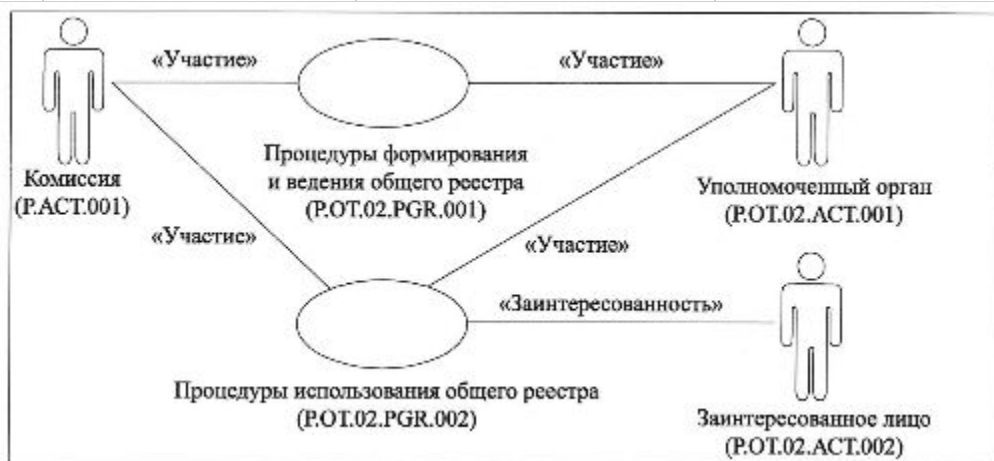 «Участие»
«Участие»
Процедуры формирования
и ведения общего реестра
(P.OT.02.PGR.001)
Комиссия
(P.ACT.001)
Уполномоченный орган
(P.OT.02.ACT.001)
«Участие»
«Участие»
«Заинтересованность»
Процедуры использования общего реестра
(P.OT.02.PGR.002)
Заинтересованное лицо
(P.OT.02.ACT.002)